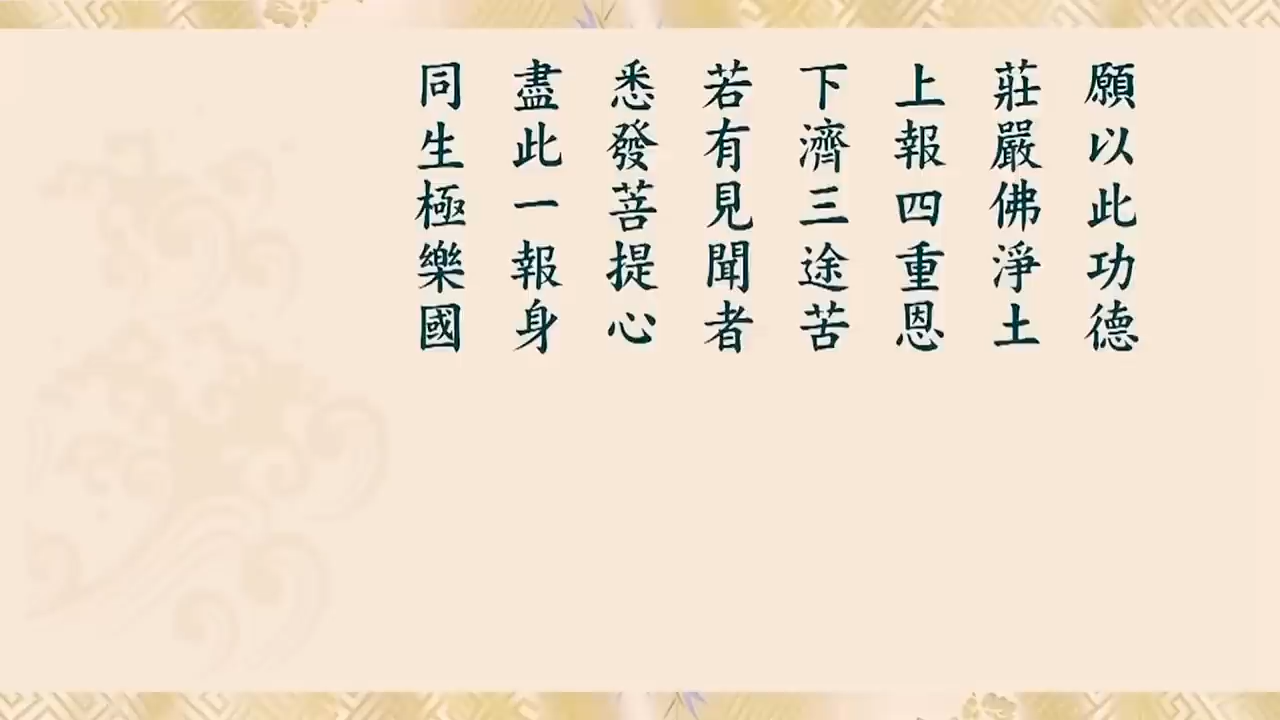 願以此功德
莊嚴佛淨土
上報四重恩
下濟三途苦
若有見聞者
悉發菩提心
盡此一報身
同生極樂國